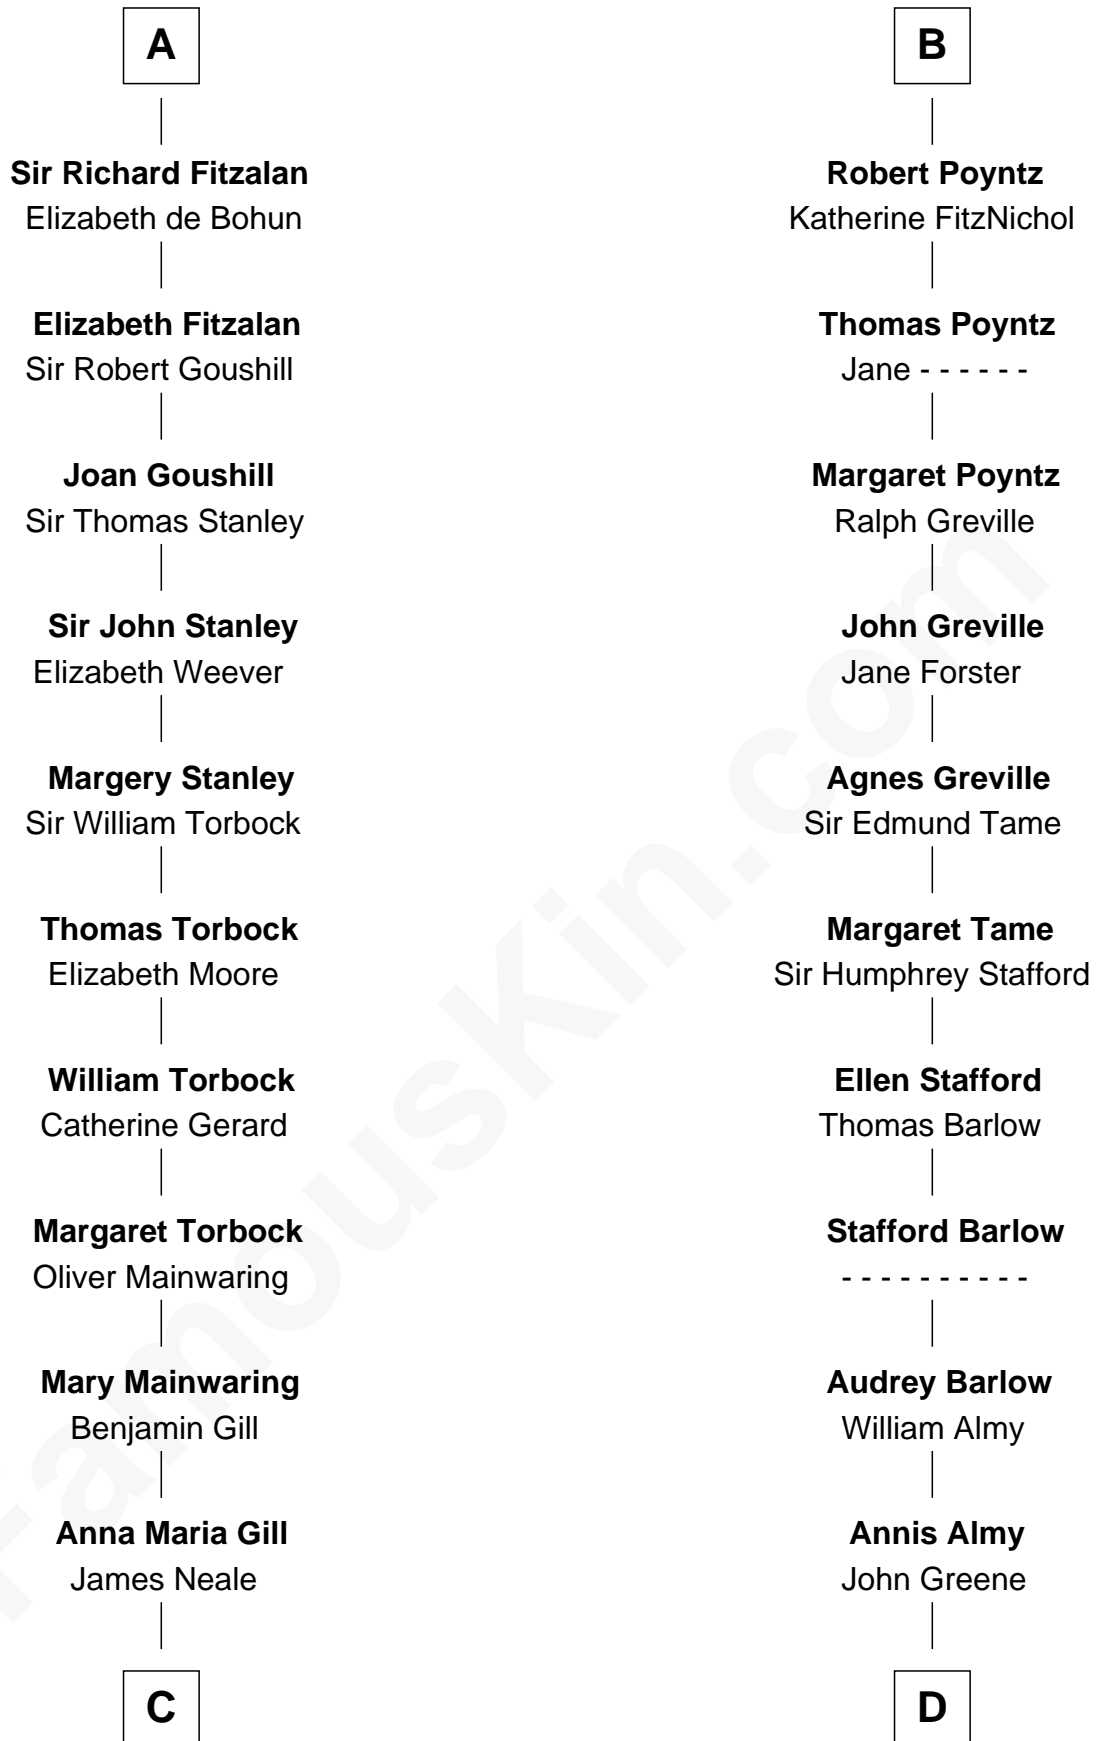 A
Sir Richard Fitzalan
Elizabeth de Bohun
Elizabeth Fitzalan
Sir Robert Goushill
Joan Goushill
Sir Thomas Stanley
Sir John Stanley
Elizabeth Weever
Margery Stanley
Sir William Torbock
Thomas Torbock
Elizabeth Moore
William Torbock
Catherine Gerard
Margaret Torbock
Oliver Mainwaring
Mary Mainwaring
Benjamin Gill
Anna Maria Gill
James Neale
C
B
Robert Poyntz
Katherine FitzNichol
Thomas Poyntz
Jane - - - - - -
Margaret Poyntz
Ralph Greville
John Greville
Jane Forster
Agnes Greville
Sir Edmund Tame
Margaret Tame
Sir Humphrey Stafford
Ellen Stafford
Thomas Barlow
Stafford Barlow
- - - - - - - - - -
Audrey Barlow
William Almy
Annis Almy
John Greene
D
FamousKin.com